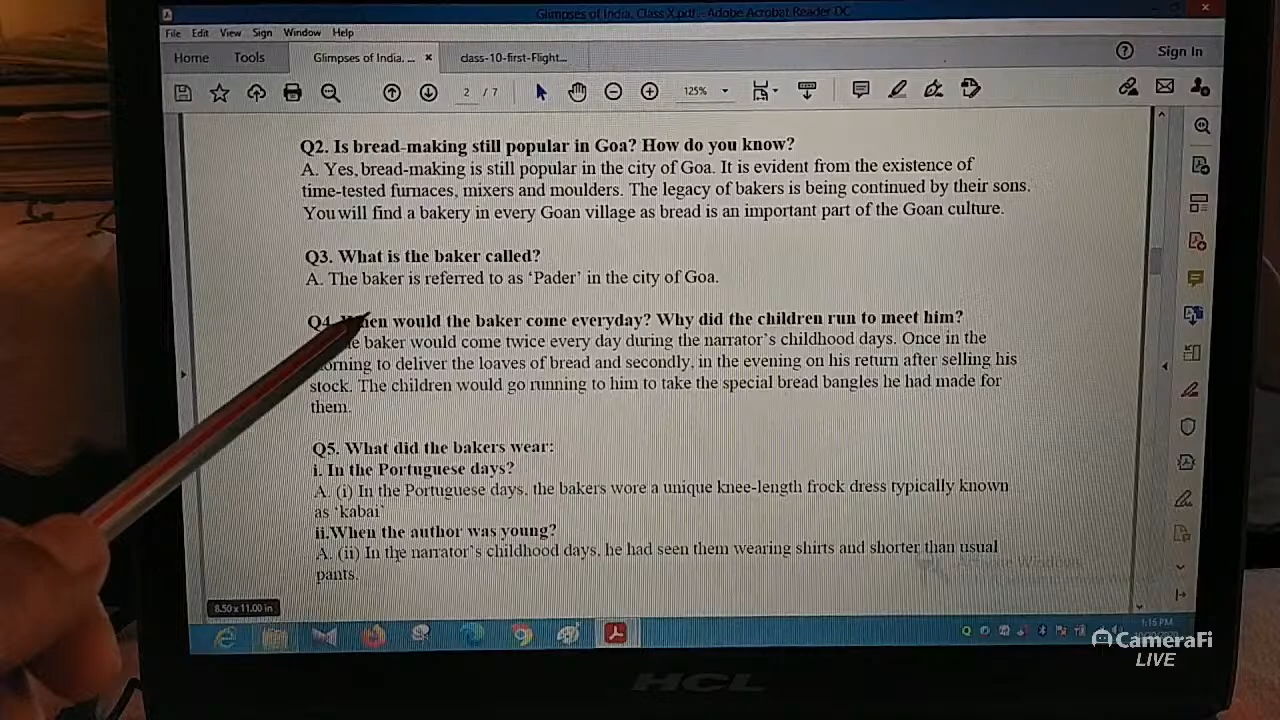 Glimpses of India, Class X.pdf - Adobe Acrobat Reader DC
File Edit View Sign Window Help
Home Tools Glimpses of India, ... × class-10-first-Flight... Sign In
2 / 7 125%
Q2. Is bread-making still popular in Goa? How do you know?
A. Yes, bread-making is still popular in the city of Goa. It is evident from the existence of
time-tested furnaces, mixers and moulders. The legacy of bakers is being continued by their sons.
You will find a bakery in every Goan village as bread is an important part of the Goan culture.
Q3. What is the baker called?
A. The baker is referred to as ‘Pader’ in the city of Goa.
Q4. When would the baker come everyday? Why did the children run to meet him?
baker would come twice every day during the narrator’s childhood days. Once in the
morning to deliver the loaves of bread and secondly, in the evening on his return after selling his
stock. The children would go running to him to take the special bread bangles he had made for
them.
Q5. What did the bakers wear:
i. In the Portuguese days?
A. (i) In the Portuguese days, the bakers wore a unique knee-length frock dress typically known
as ‘kabai’
ii.When the author was young?
A. (ii) In the narrator’s childhood days, he had seen them wearing shirts and shorter than usual
pants.
Activate Windows
8.50 x 11.00 in
1:15 PM
CameraFi
LIVE
HCL